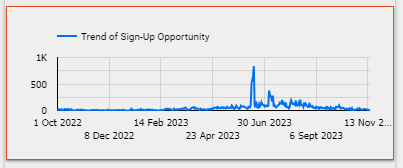 Trend of Sign-Up Opportunity
1K
500
0
1 Oct 2022
14 Feb 2023
30 Jun 2023
13 Nov 2...
8 Dec 2022
23 Apr 2023
6 Sept 2023